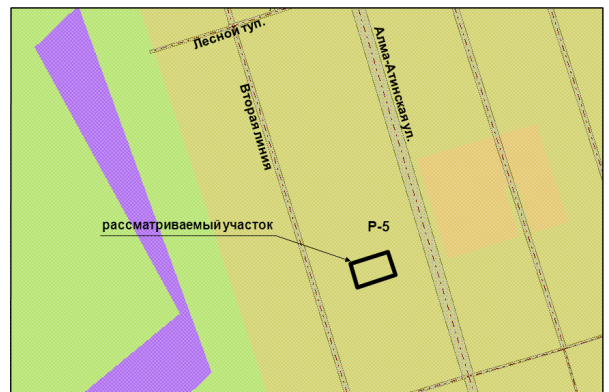 Лесной туп.
Алма-Атинская ул.
Вторая линия
рассматриваемый участок
Р-5